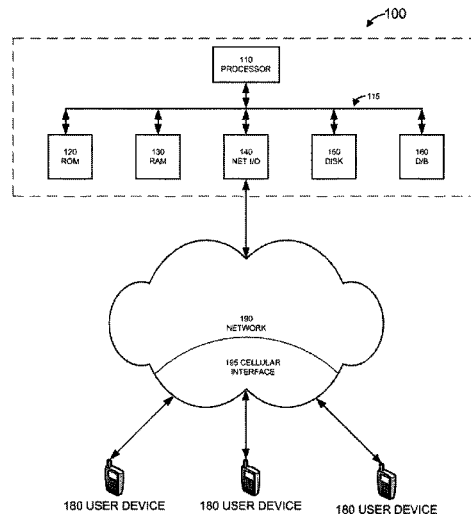 100
110
PROCESSOR
115
120
ROM
130
RAM
140
NET I/O
150
DISK
160
D/B
190
NETWORK
195 CELLULAR
INTERFACE
180 USER DEVICE
180 USER DEVICE
180 USER DEVICE